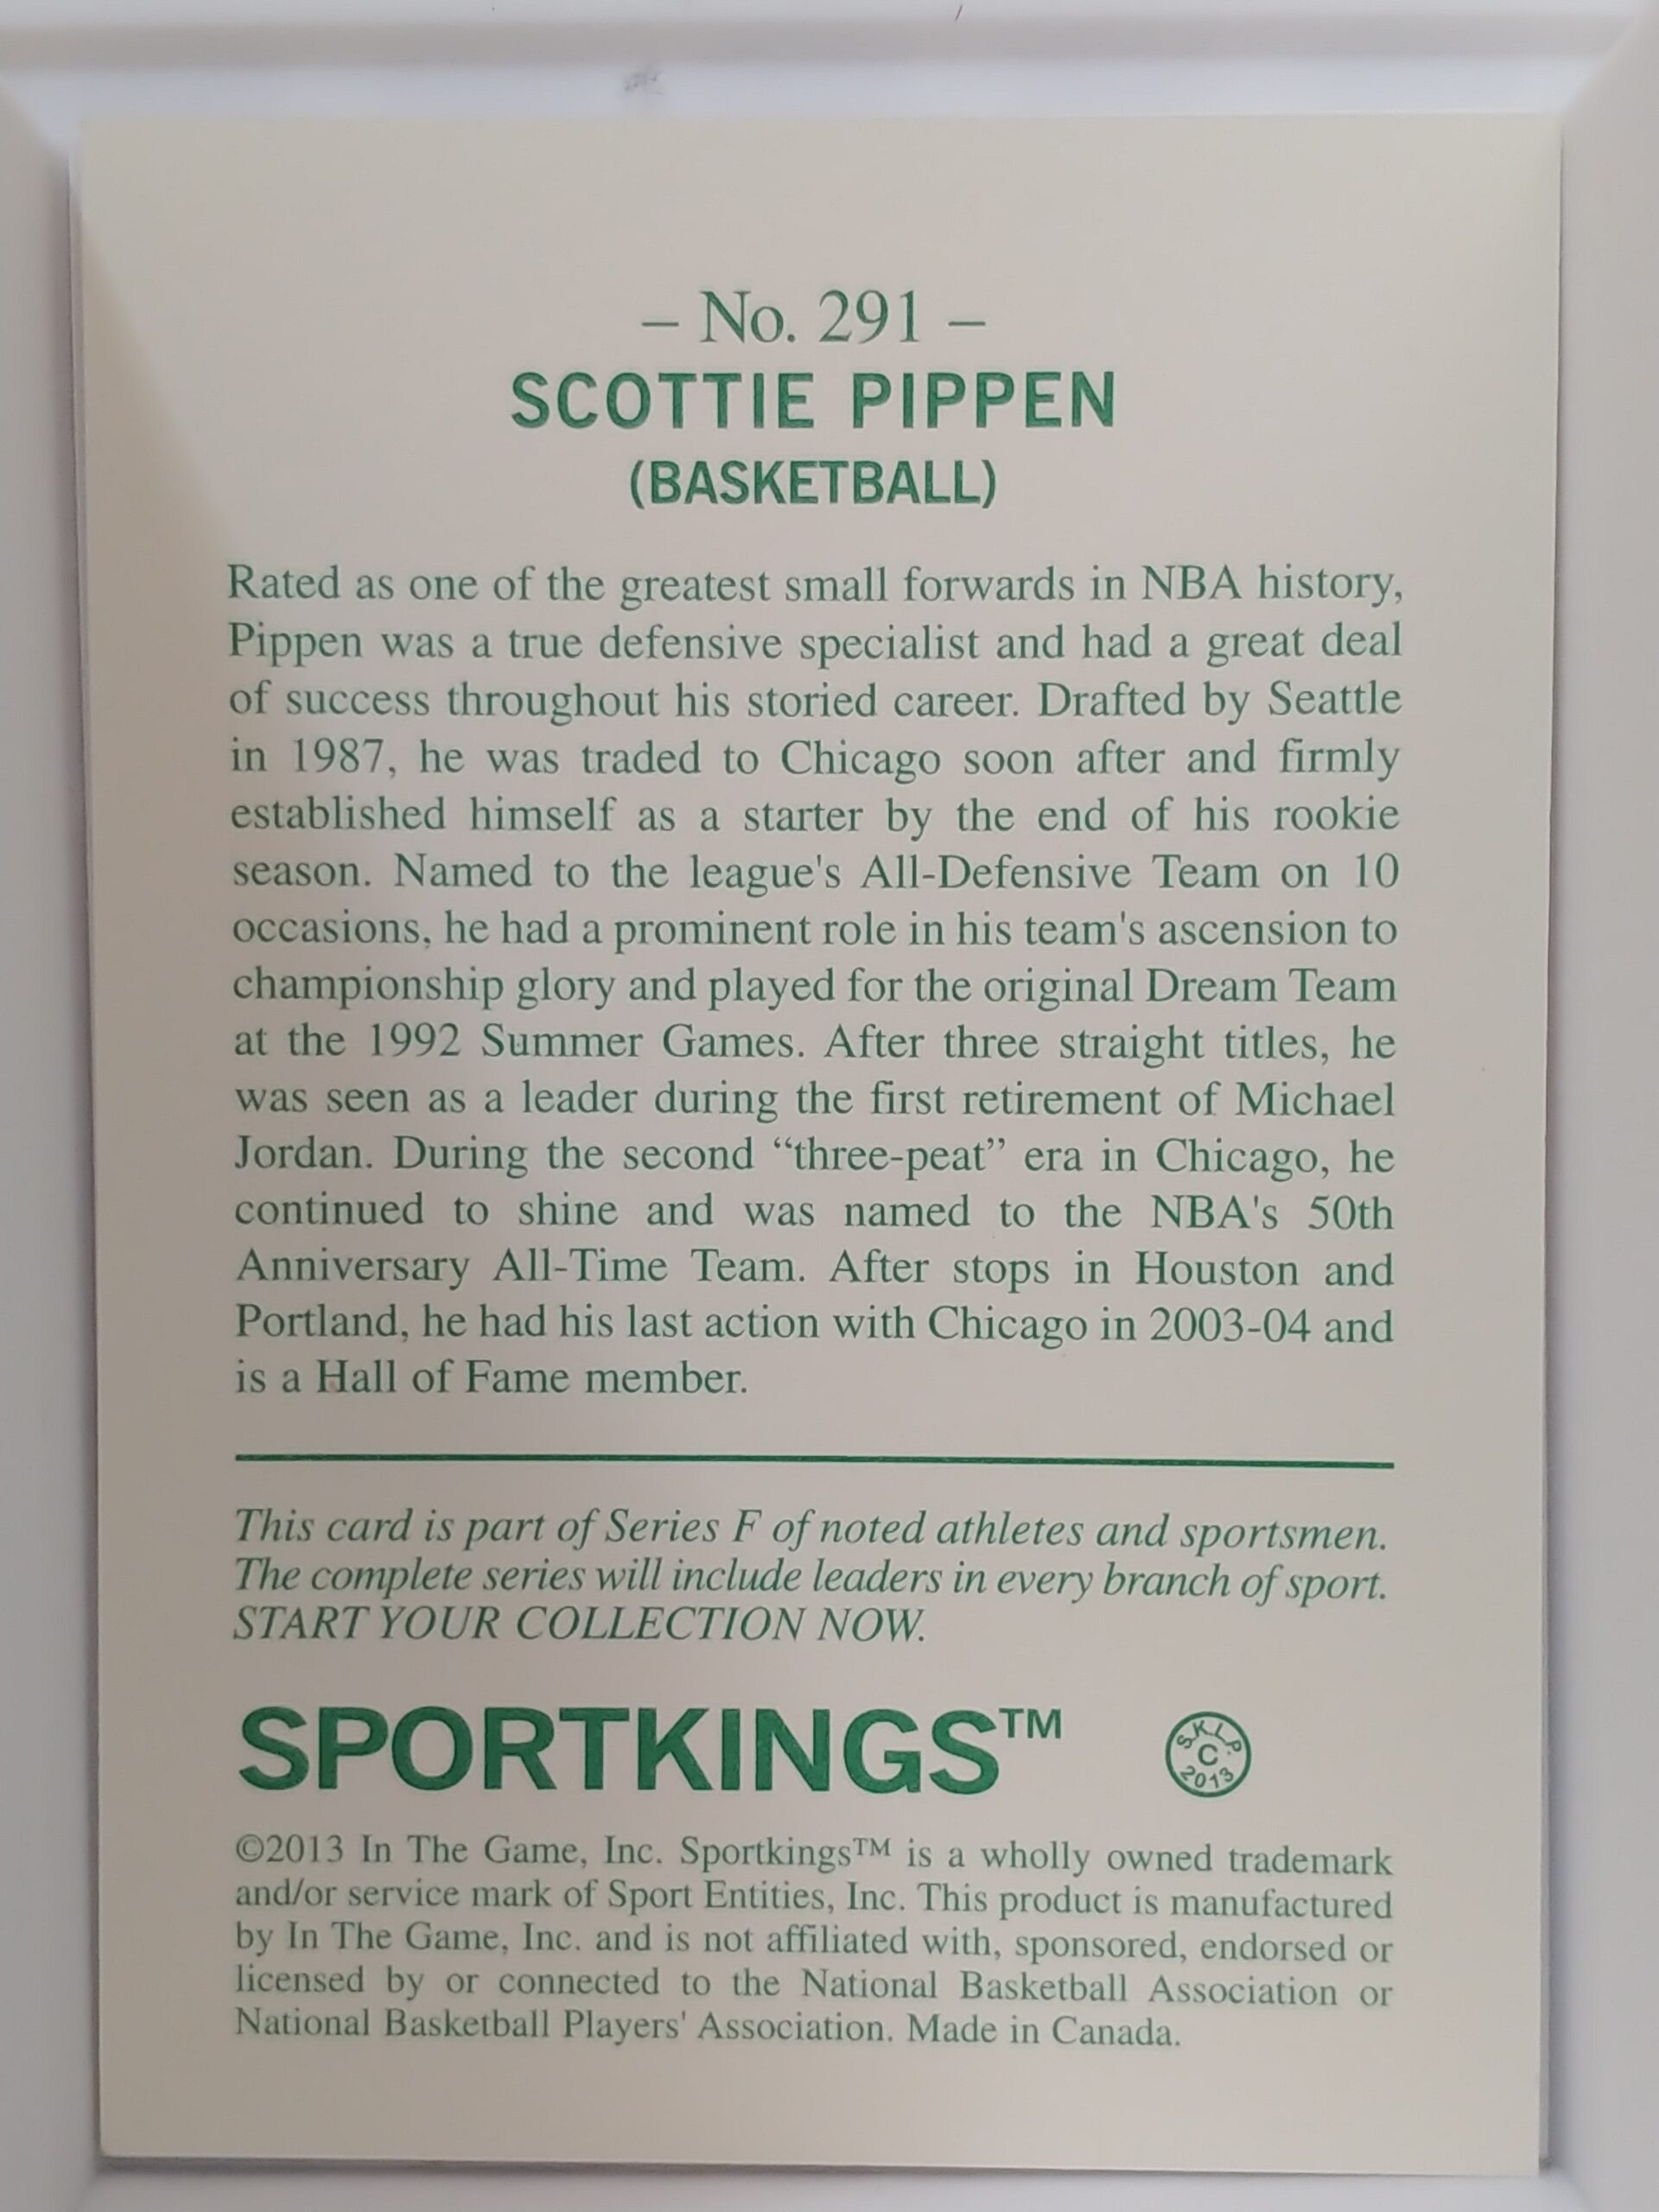 – No. 291 –
SCOTTIE PIPPEN
(BASKETBALL)
Rated as one of the greatest small forwards in NBA history,
Pippen was a true defensive specialist and had a great deal
of success throughout his storied career. Drafted by Seattle
in 1987, he was traded to Chicago soon after and firmly
established himself as a starter by the end of his rookie
season. Named to the league's All-Defensive Team on 10
occasions, he had a prominent role in his team's ascension to
championship glory and played for the original Dream Team
at the 1992 Summer Games. After three straight titles, he
was seen as a leader during the first retirement of Michael
Jordan. During the second “three-peat” era in Chicago, he
continued to shine and was named to the NBA's 50th
Anniversary All-Time Team. After stops in Houston and
Portland, he had his last action with Chicago in 2003-04 and
is a Hall of Fame member.
This card is part of Series F of noted athletes and sportsmen.
The complete series will include leaders in every branch of sport.
START YOUR COLLECTION NOW.
SPORTKINGS™
S.K.L.P.
C
2013
©2013 In The Game, Inc. Sportkings™ is a wholly owned trademark
and/or service mark of Sport Entities, Inc. This product is manufactured
by In The Game, Inc. and is not affiliated with, sponsored, endorsed or
licensed by or connected to the National Basketball Association or
National Basketball Players' Association. Made in Canada.